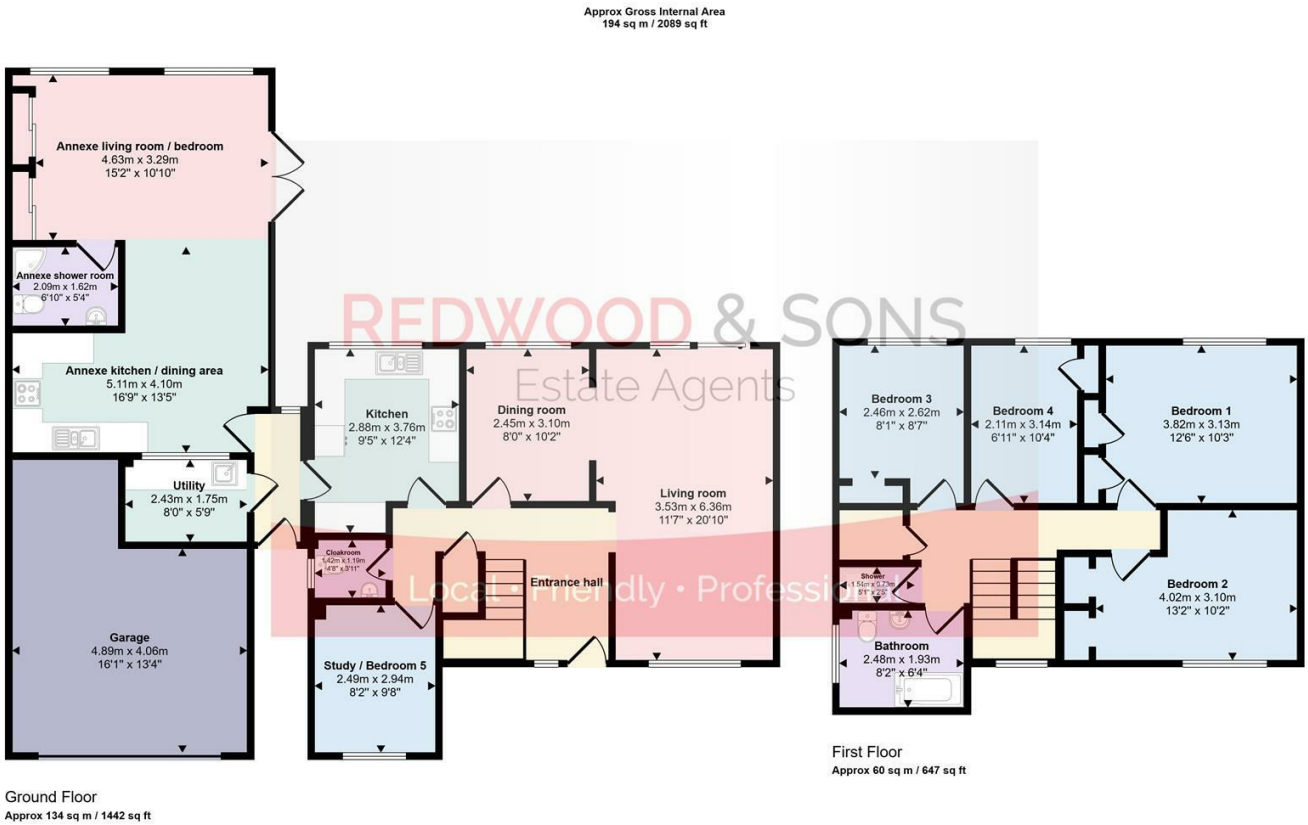 Approx Gross Internal Area
194 sq m / 2089 sq ft
Annexe living room / bedroom
4.63m x 3.29m
15'2" x 10'10"
Annexe shower room
2.09m x 1.62m
6'10" x 5'4"
Annexe kitchen / dining area
5.11m x 4.10m
16'9" x 13'5"
Utility
2.43m x 1.75m
8'0" x 5'9"
Garage
4.89m x 4.06m
16'1" x 13'4"
REDWOOD & SONS
Estate Agents
Local · Friendly · Professional
Kitchen
2.88m x 3.76m
9'5" x 12'4"
Dining room
2.45m x 3.10m
8'0" x 10'2"
Living room
3.53m x 6.36m
11'7" x 20'10"
Cloakroom
1.42m x 1.19m
4'8" x 3'11"
Entrance hall
Study / Bedroom 5
2.49m x 2.94m
8'2" x 9'8"
Ground Floor
Approx 134 sq m / 1442 sq ft
Bedroom 3
2.46m x 2.62m
8'1" x 8'7"
Bedroom 4
2.11m x 3.14m
6'11" x 10'4"
Bedroom 1
3.82m x 3.13m
12'6" x 10'3"
Shower
1.54m x 0.73m
5'1" x 2'5"
Bedroom 2
4.02m x 3.10m
13'2" x 10'2"
Bathroom
2.48m x 1.93m
8'2" x 6'4"
First Floor
Approx 60 sq m / 647 sq ft